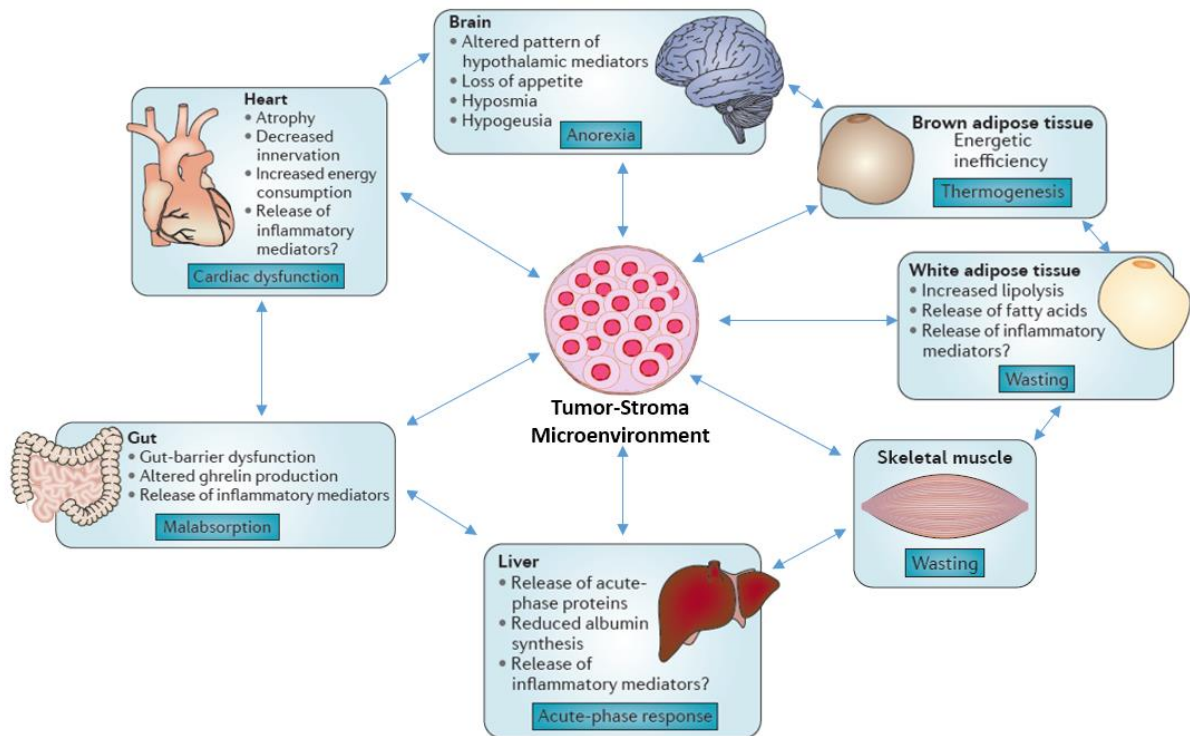 Brain
• Altered pattern of
hypothalamic mediators
• Loss of appetite
• Hyposmia
• Hypogeusia
Anorexia
Heart
• Atrophy
• Decreased
innervation
• Increased energy
consumption
• Release of
inflammatory
mediators?
Cardiac dysfunction
Brown adipose tissue
Energetic
inefficiency
Thermogenesis
White adipose tissue
• Increased lipolysis
• Release of fatty acids
• Release of inflammatory
mediators?
Wasting
Tumor-Stroma
Microenvironment
Gut
• Gut-barrier dysfunction
• Altered ghrelin production
• Release of inflammatory mediators
Malabsorption
Skeletal muscle
Wasting
Liver
• Release of acute-
phase proteins
• Reduced albumin
synthesis
• Release of
inflammatory mediators?
Acute-phase response